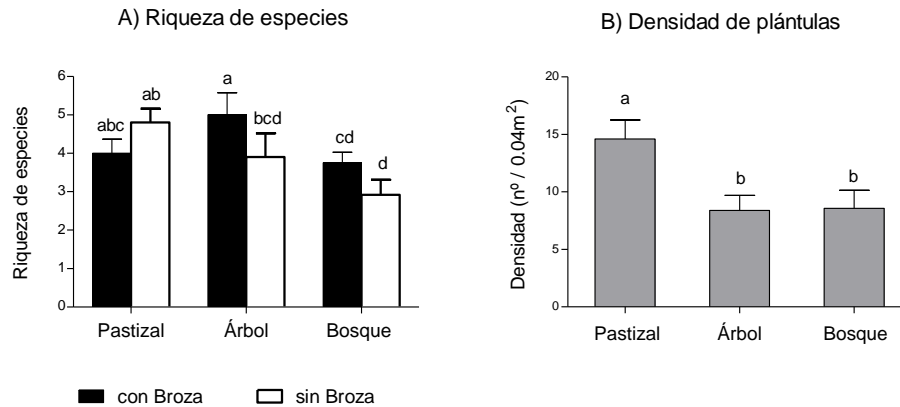 A) Riqueza de especies
Riqueza de especies
6
5
4
3
2
1
0
abc
ab
a
bcd
cd
d
Pastizal
Árbol
Bosque
con Broza
sin Broza
B) Densidad de plántulas
Densidad (nº / 0.04m²)
20
15
10
5
0
a
b
b
Pastizal
Árbol
Bosque